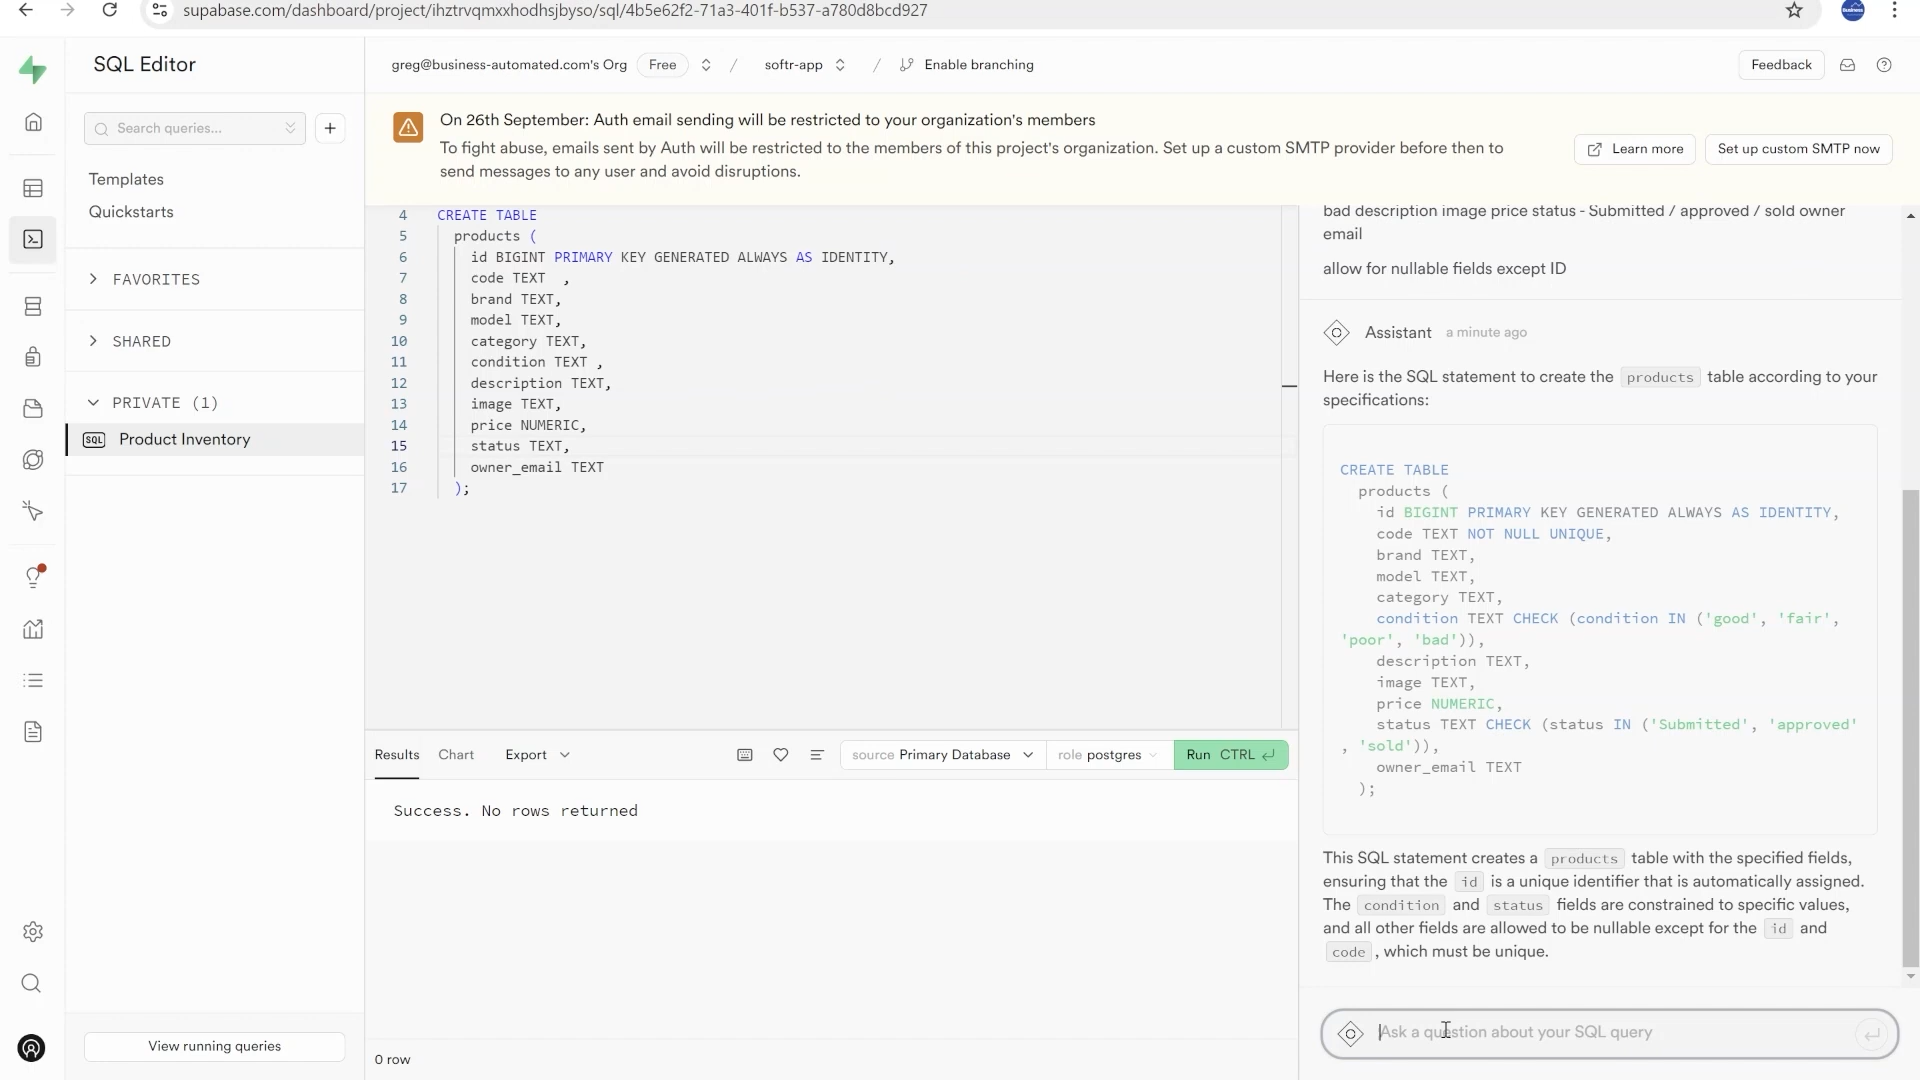 supabase.com/dashboard/project/ihztrvqmxxhodhsjbyso/sql/4b5e62f2-71a3-401f-b537-a780d8bcd927
SQL Editor
greg@business-automated.com's Org Free / softr-app / Enable branching
Feedback
Search queries...
Templates
Quickstarts
FAVORITES
SHARED
PRIVATE (1)
SQL Product Inventory
View running queries
On 26th September: Auth email sending will be restricted to your organization's members
To fight abuse, emails sent by Auth will be restricted to the members of this project's organization. Set up a custom SMTP provider before then to
send messages to any user and avoid disruptions.
Learn more
Set up custom SMTP now
4 CREATE TABLE
5 products (
6 id BIGINT PRIMARY KEY GENERATED ALWAYS AS IDENTITY,
7 code TEXT  ,
8 brand TEXT,
9 model TEXT,
10 category TEXT,
11 condition TEXT ,
12 description TEXT,
13 image TEXT,
14 price NUMERIC,
15 status TEXT,
16 owner_email TEXT
17 );
Results Chart Export
source Primary Database
role postgres
Run CTRL
Success. No rows returned
0 row
bad description image price status - Submitted / approved / sold owner
email
allow for nullable fields except ID
Assistant a minute ago
Here is the SQL statement to create the products table according to your
specifications:
CREATE TABLE
products (
id BIGINT PRIMARY KEY GENERATED ALWAYS AS IDENTITY,
code TEXT NOT NULL UNIQUE,
brand TEXT,
model TEXT,
category TEXT,
condition TEXT CHECK (condition IN ('good', 'fair',
'poor', 'bad')),
description TEXT,
image TEXT,
price NUMERIC,
status TEXT CHECK (status IN ('Submitted', 'approved'
, 'sold')),
owner_email TEXT
);
This SQL statement creates a products table with the specified fields,
ensuring that the id is a unique identifier that is automatically assigned.
The condition and status fields are constrained to specific values,
and all other fields are allowed to be nullable except for the id and
code , which must be unique.
Ask a question about your SQL query